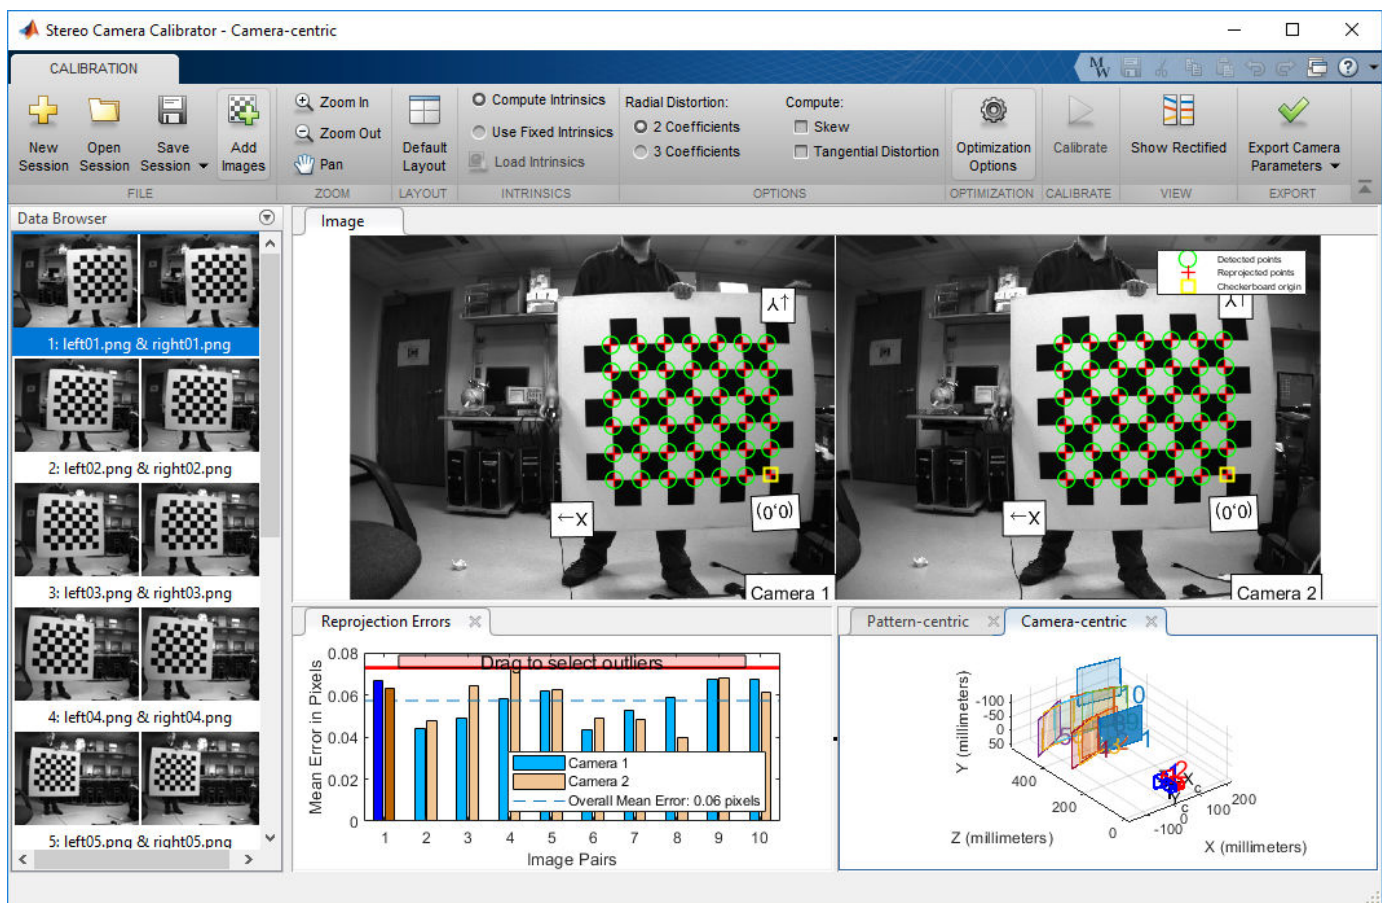 Stereo Camera Calibrator - Camera-centric
CALIBRATION
New Session
Open Session
Save Session
Add Images
FILE
Zoom In
Zoom Out
Pan
ZOOM
Default Layout
LAYOUT
Compute Intrinsics
Use Fixed Intrinsics
Load Intrinsics
INTRINSICS
Radial Distortion:
2 Coefficients
3 Coefficients
Compute:
Skew
Tangential Distortion
OPTIONS
Optimization Options
OPTIMIZATION
Calibrate
CALIBRATE
Show Rectified
VIEW
Export Camera Parameters
EXPORT
Data Browser
1: left01.png & right01.png
2: left02.png & right02.png
3: left03.png & right03.png
4: left04.png & right04.png
5: left05.png & right05.png
Image
Detected points
Reprojected points
Checkerboard origin
Y→
←X
(0,0)
Camera 1
Y→
←X
(0,0)
Camera 2
Reprojection Errors
Drag to select outliers
Mean Error in Pixels
0.08
0.06
0.04
0.02
0
Camera 1
Camera 2
Overall Mean Error: 0.06 pixels
1 2 3 4 5 6 7 8 9 10
Image Pairs
Pattern-centric
Camera-centric
Y (millimeters)
-100
-50
0
50
400
200
0
Z (millimeters)
-100
0
100
200
X (millimeters)